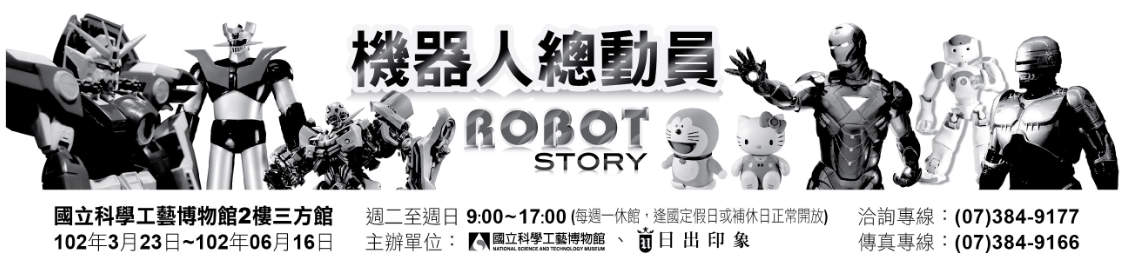 機器人總動員
ROBOT
STORY
國立科學工藝博物館2樓三方館
102年3月23日~102年06月16日
週二至週日 9:00~17:00 (每週一休館，逢國定假日或補休日正常開放)
主辦單位： 國立科學工藝博物館 、 日出印象
NATIONAL SCIENCE AND TECHNOLOGY MUSEUM
洽詢專線：(07)384-9177
傳真專線：(07)384-9166